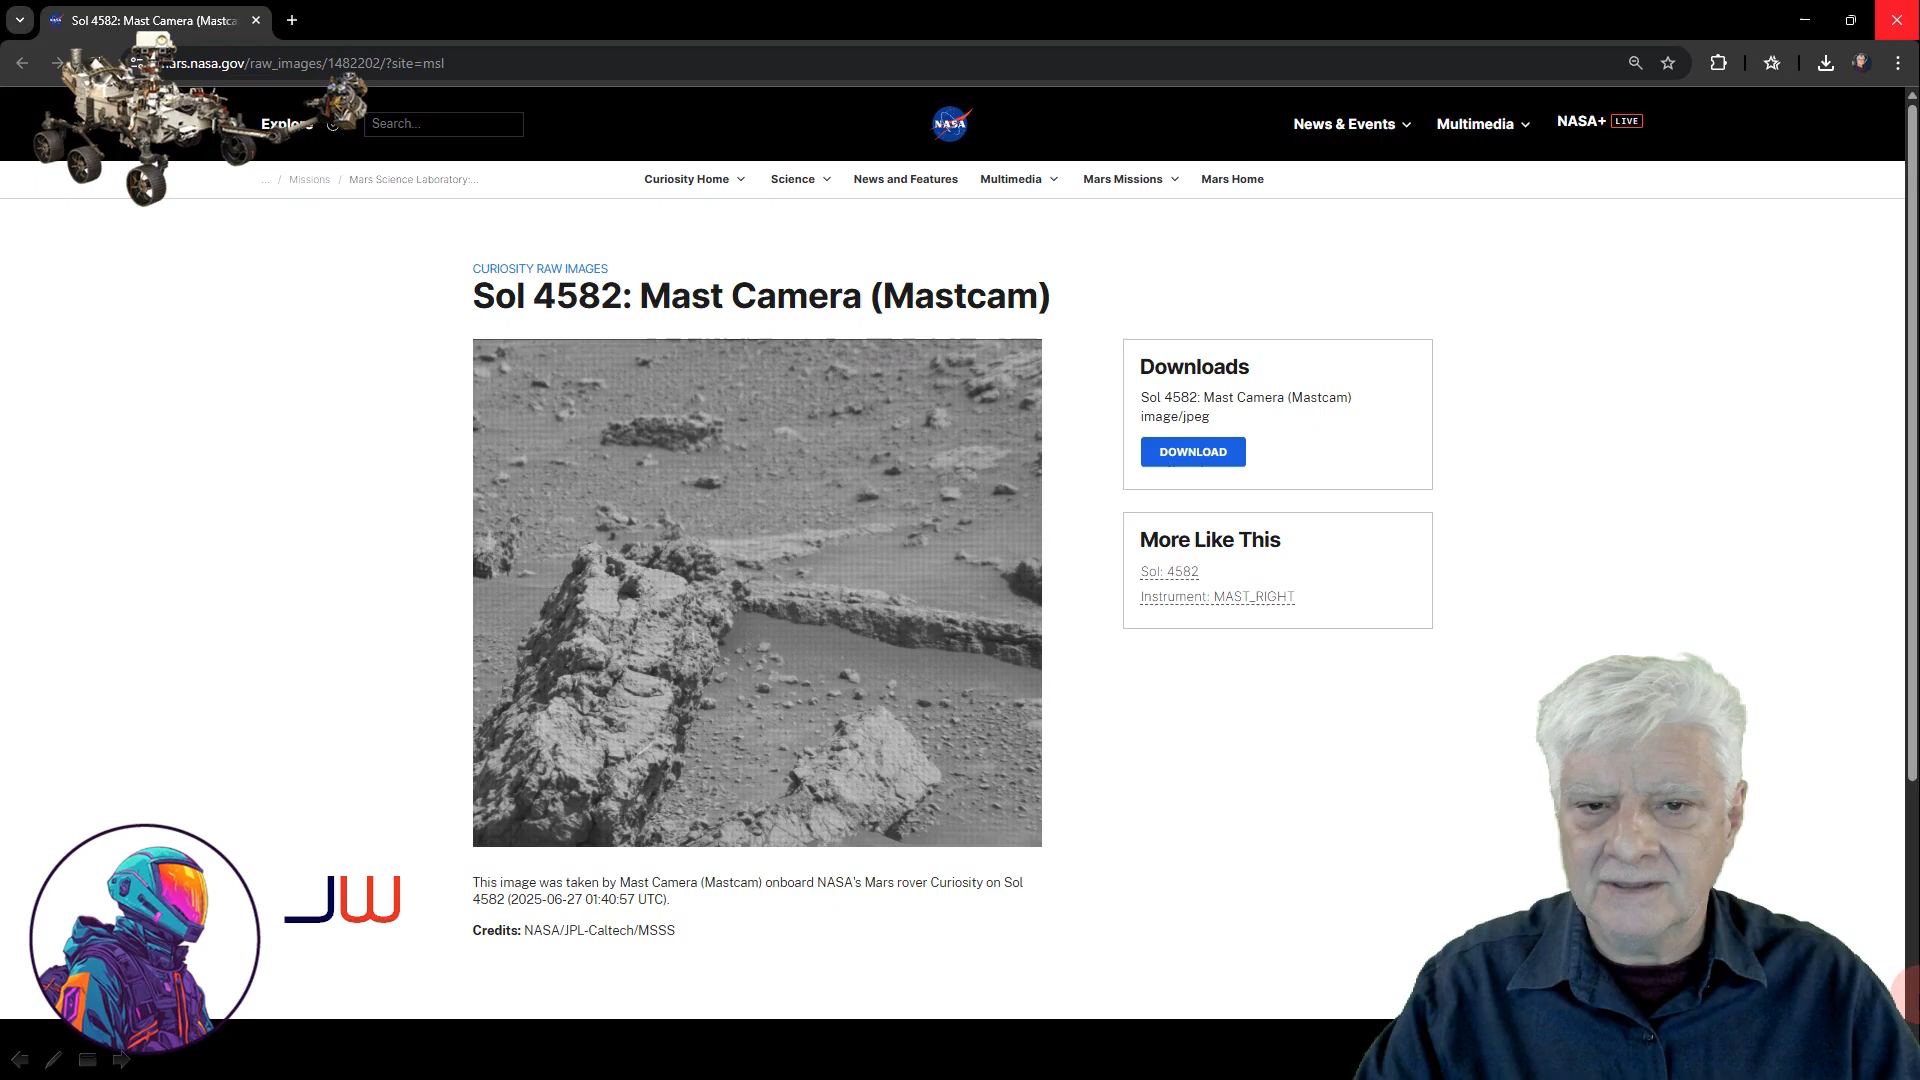 Sol 4582: Mast Camera (Mastca
ars.nasa.gov/raw_images/1482202/?site=msl
Explore
Search...
NASA
News & Events
Multimedia
NASA+ LIVE
... / Missions / Mars Science Laboratory:...
Curiosity Home
Science
News and Features
Multimedia
Mars Missions
Mars Home
CURIOSITY RAW IMAGES
Sol 4582: Mast Camera (Mastcam)
Downloads
Sol 4582: Mast Camera (Mastcam)
image/jpeg
DOWNLOAD
More Like This
Sol: 4582
Instrument: MAST_RIGHT
This image was taken by Mast Camera (Mastcam) onboard NASA's Mars rover Curiosity on Sol
4582 (2025-06-27 01:40:57 UTC).
Credits: NASA/JPL-Caltech/MSSS
JW